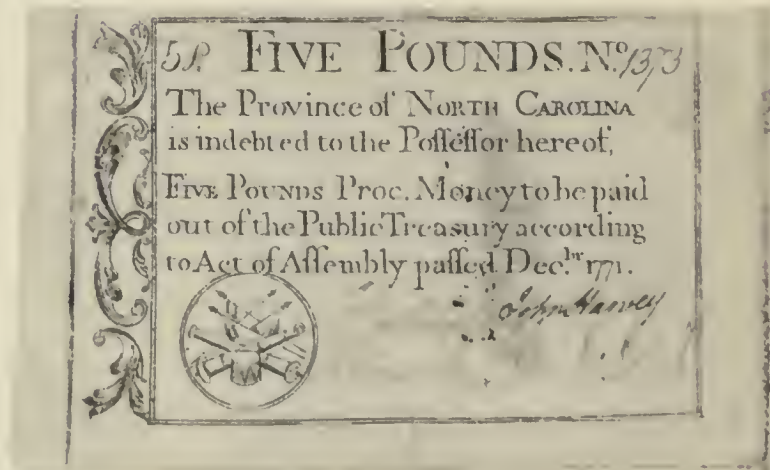 5£. FIVE POUNDS. No. 1373
The Province of NORTH CAROLINA
is indebted to the Poſſeſſor hereof,
FIVE POUNDS Proc. Money to be paid
out of the Public Treasury according
to Act of Aſſembly paſſed Decbr. 1771.
John Harvey